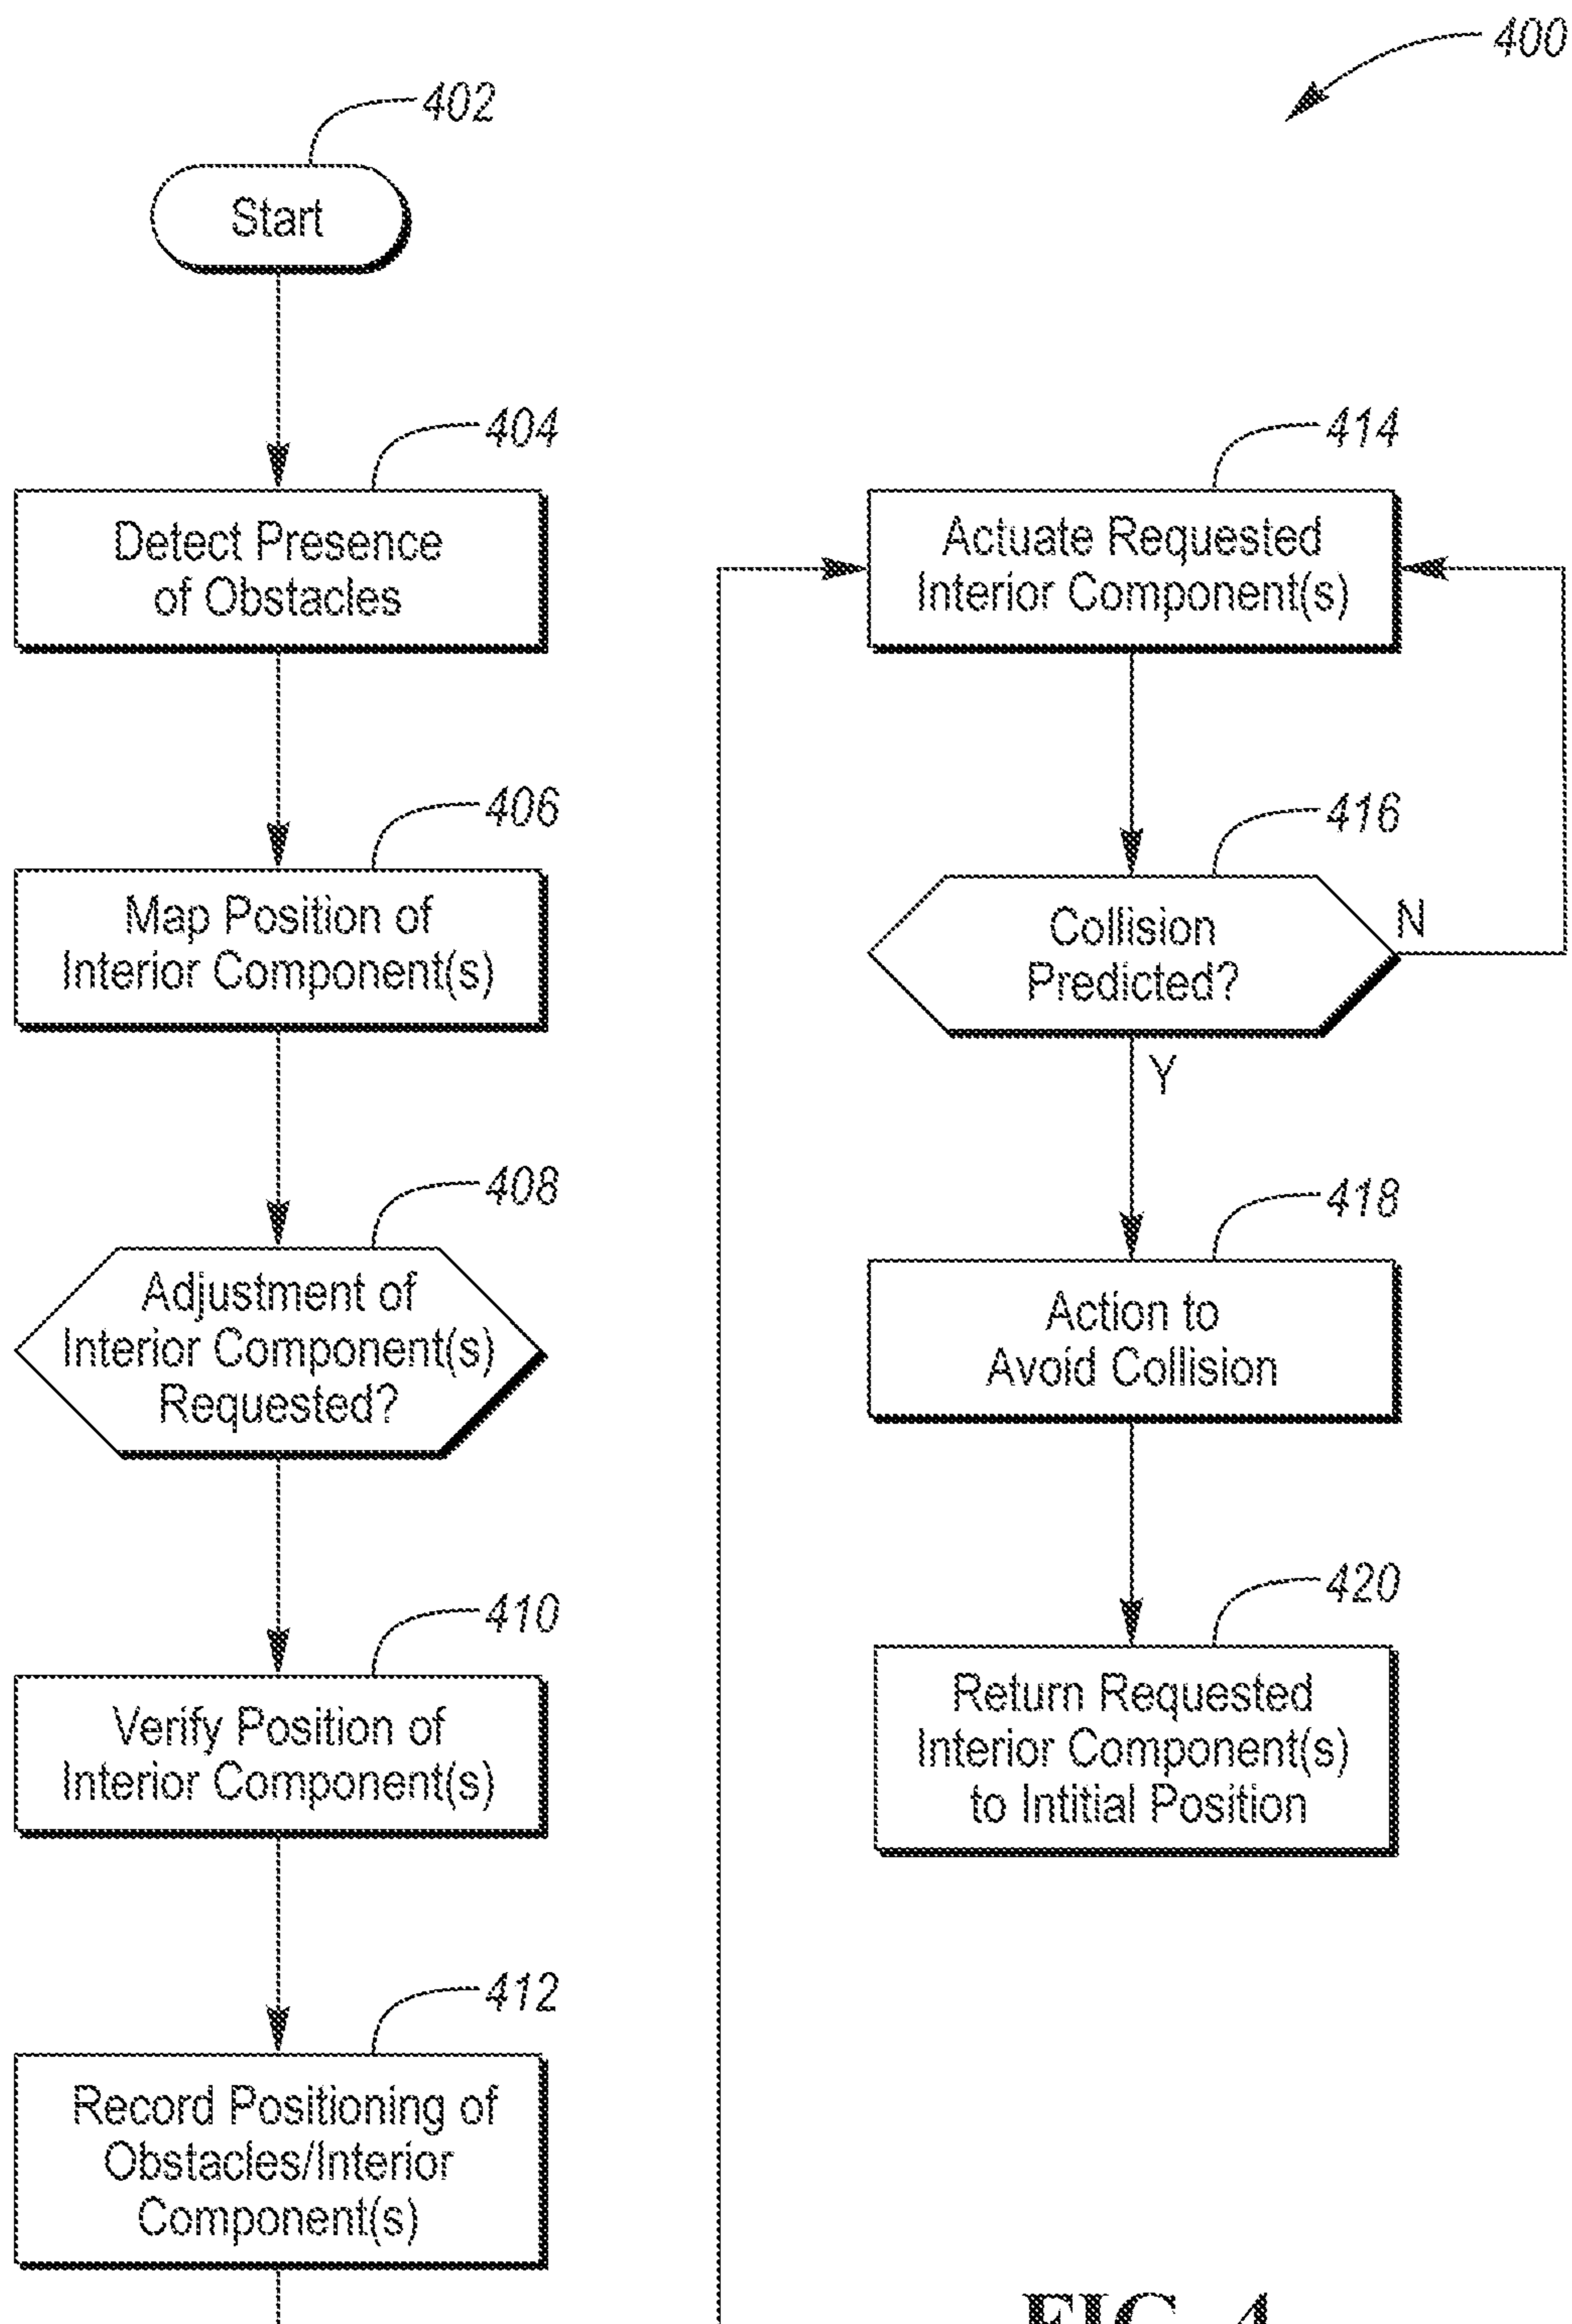 400
402
Start
404
Detect Presence
of Obstacles
406
Map Position of
Interior Component(s)
408
Adjustment of
Interior Component(s)
Requested?
410
Verify Position of
Interior Component(s)
412
Record Positioning of
Obstacles/Interior
Component(s)
414
Actuate Requested
Interior Component(s)
416
Collision
Predicted?
N
Y
418
Action to
Avoid Collision
420
Return Requested
Interior Component(s)
to Intitial Position
FIG. 4